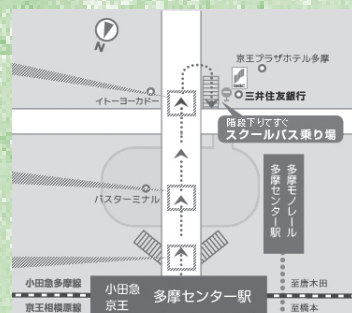 N
京王プラザホテル多摩
イトーヨーカドー
三井住友銀行
階段下りてすぐ
スクールバス乗り場
バスターミナル
多摩モノレール
多摩センター駅
小田急多摩線
京王相模原線
小田急
京王
多摩センター駅
至唐木田
至橋本